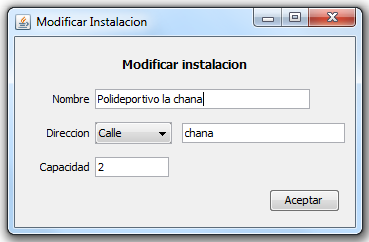 Modificar Instalacion
Modificar instalacion
Nombre Polideportivo la chana
Direccion Calle chana
Capacidad 2
Aceptar